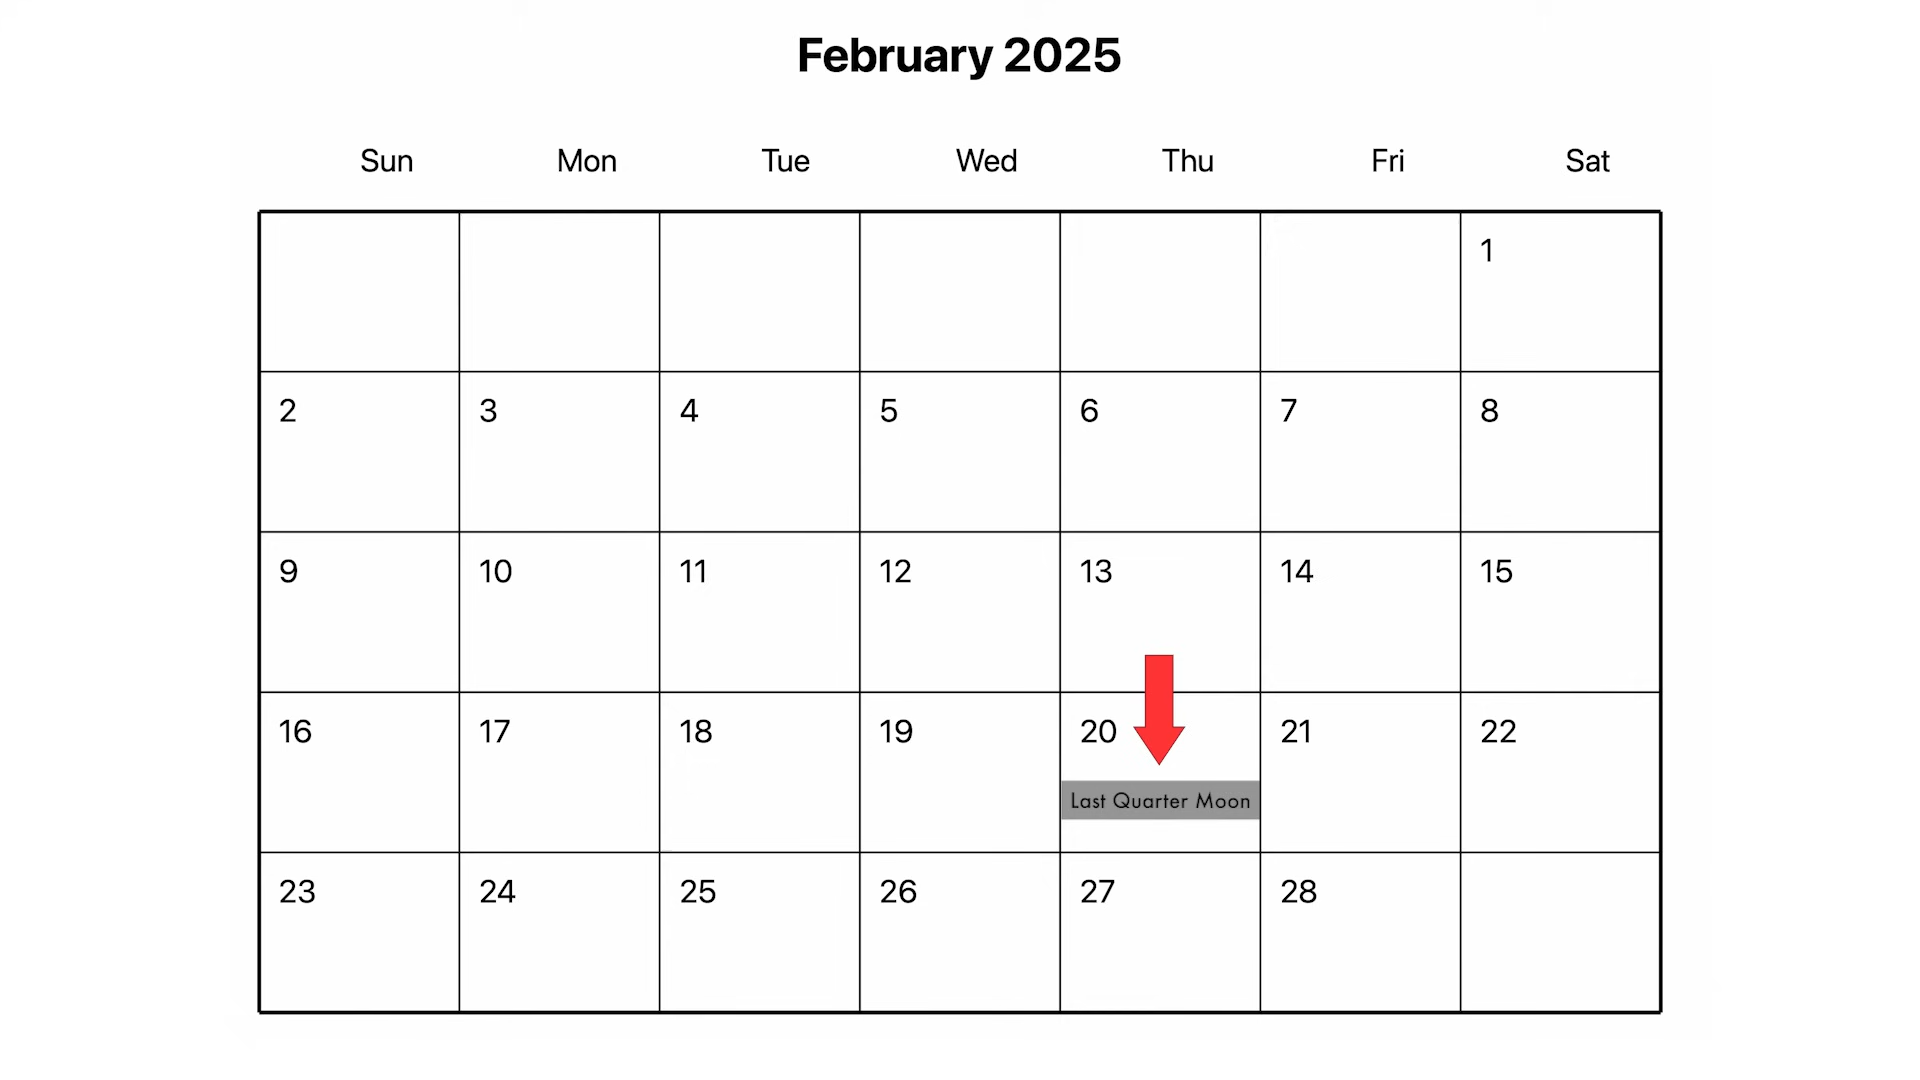 February 2025
Sun Mon Tue Wed Thu Fri Sat
1
2 3 4 5 6 7 8
9 10 11 12 13 14 15
16 17 18 19 20 21 22
Last Quarter Moon
23 24 25 26 27 28